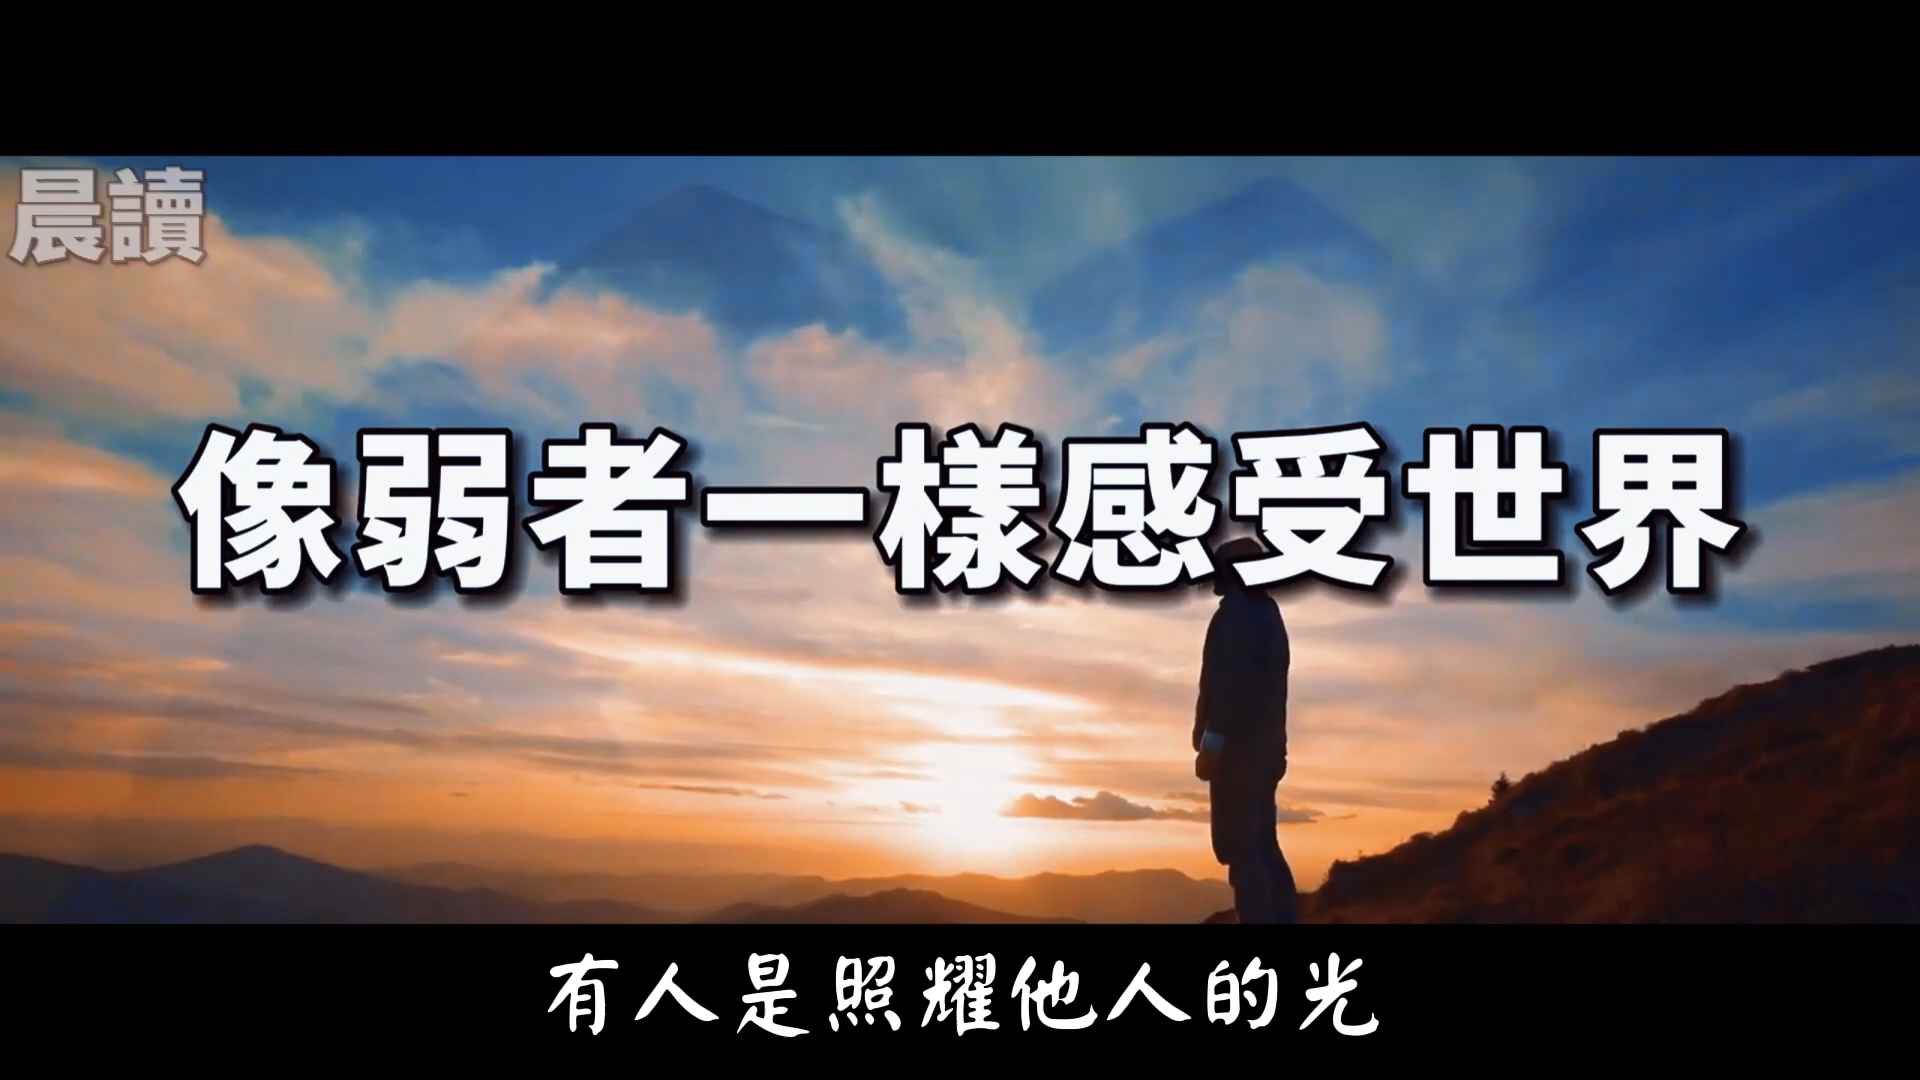 晨讀
像弱者一樣感受世界
有人是照耀他人的光